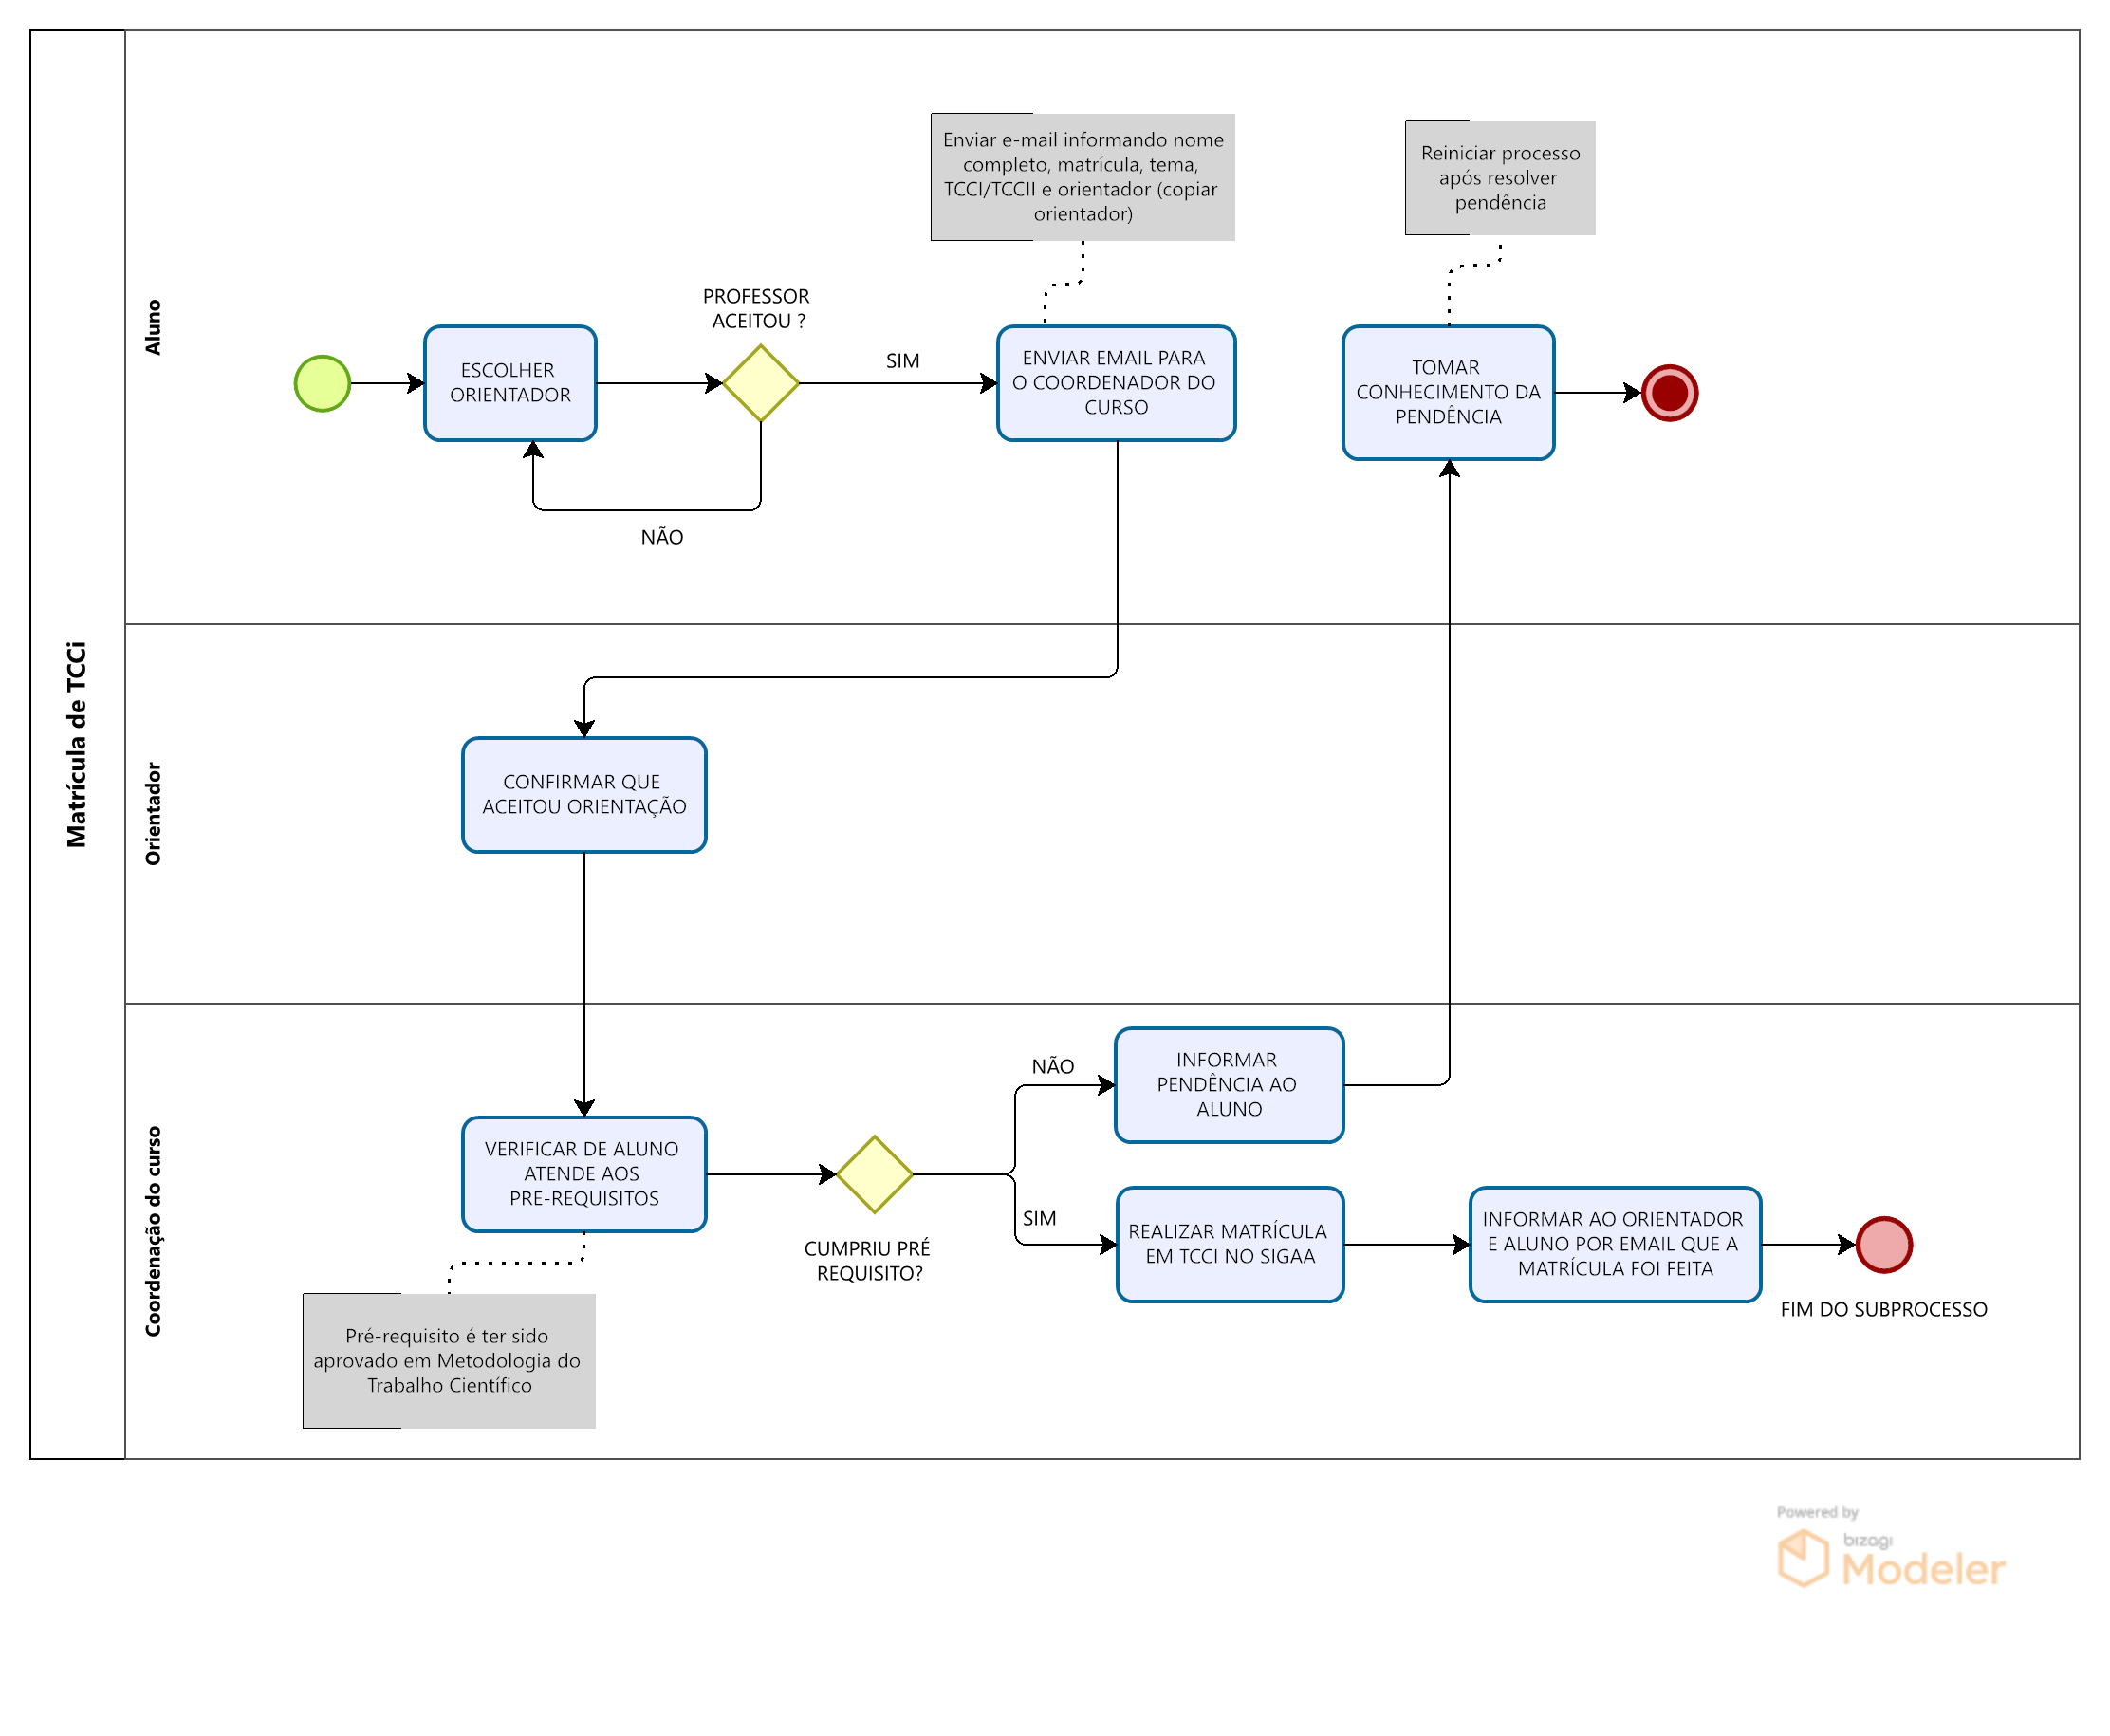 Matrícula de TCCi
Aluno
Enviar e-mail informando nome
completo, matrícula, tema,
TCCI/TCCII e orientador (copiar
orientador)
Reiniciar processo
após resolver
pendência
ESCOLHER
ORIENTADOR
PROFESSOR
ACEITOU ?
SIM
NÃO
ENVIAR EMAIL PARA
O COORDENADOR DO
CURSO
TOMAR
CONHECIMENTO DA
PENDÊNCIA
Orientador
CONFIRMAR QUE
ACEITOU ORIENTAÇÃO
Coordenação do curso
VERIFICAR DE ALUNO
ATENDE AOS
PRE-REQUISITOS
CUMPRIU PRÉ
REQUISITO?
NÃO
INFORMAR
PENDÊNCIA AO
ALUNO
SIM
REALIZAR MATRÍCULA
EM TCCI NO SIGAA
INFORMAR AO ORIENTADOR
E ALUNO POR EMAIL QUE A
MATRÍCULA FOI FEITA
FIM DO SUBPROCESSO
Pré-requisito é ter sido
aprovado em Metodologia do
Trabalho Científico
Powered by
bizagi
Modeler